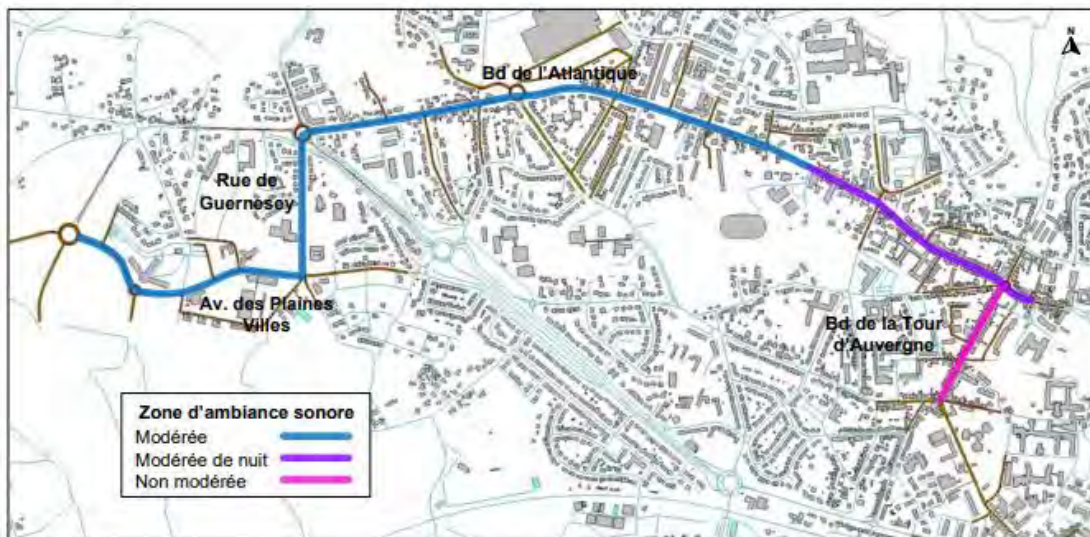 N
Bd de l'Atlantique
Rue de
Guernesey
Av. des Plaines
Villes
Bd de la Tour
d'Auvergne
Zone d'ambiance sonore
Modérée
Modérée de nuit
Non modérée